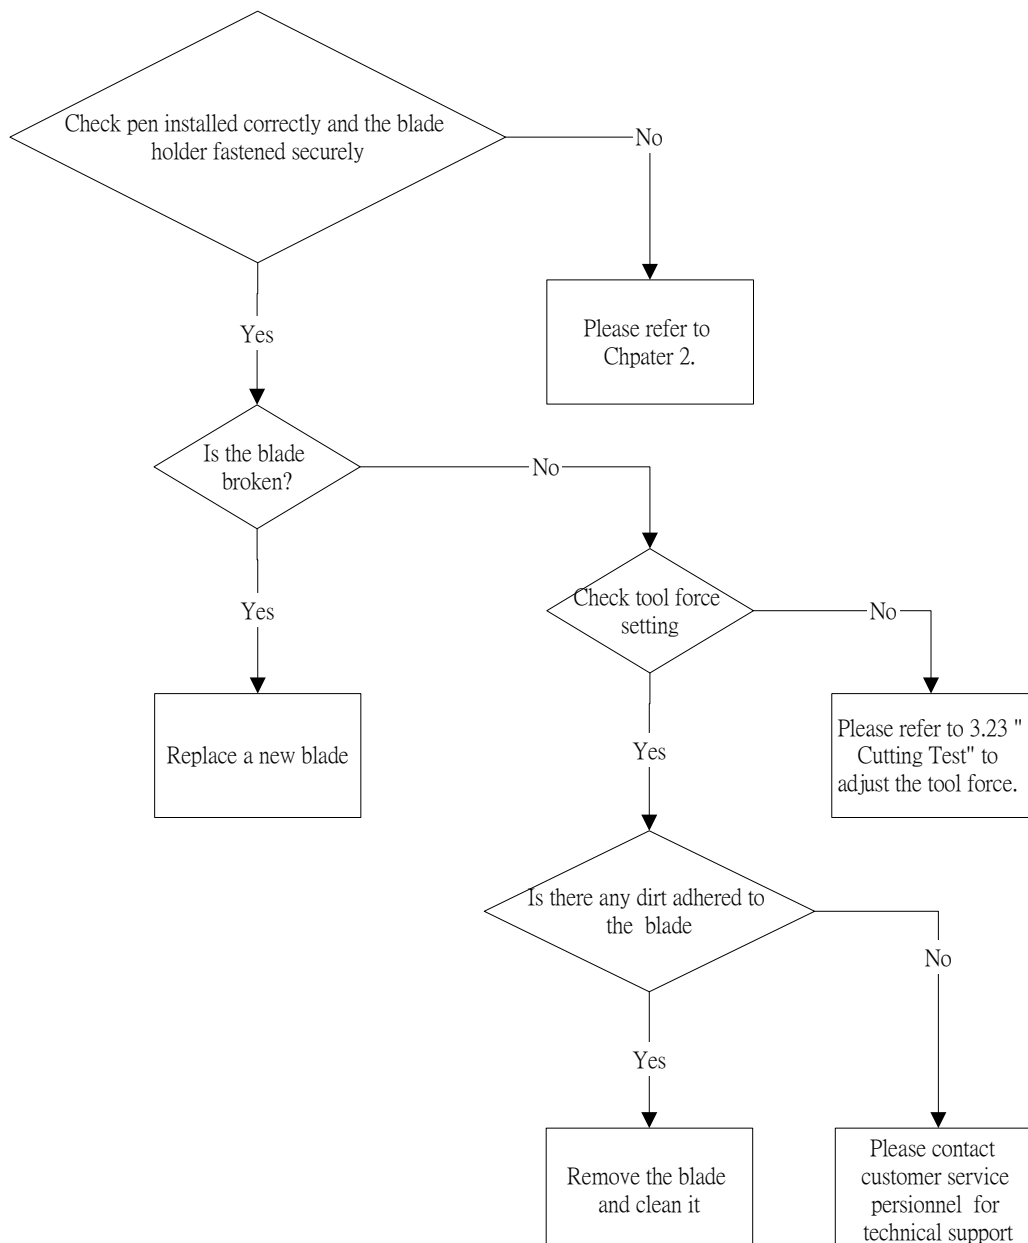 Check pen installed correctly and the blade
holder fastened securely
No
Please refer to
Chpater 2.
Yes
Is the blade
broken?
No
Yes
Replace a new blade
Check tool force
setting
No
Please refer to 3.23 "
Cutting Test" to
adjust the tool force.
Yes
Is there any dirt adhered to
the blade
No
Yes
Remove the blade
and clean it
Please contact
customer service
persionnel for
technical support